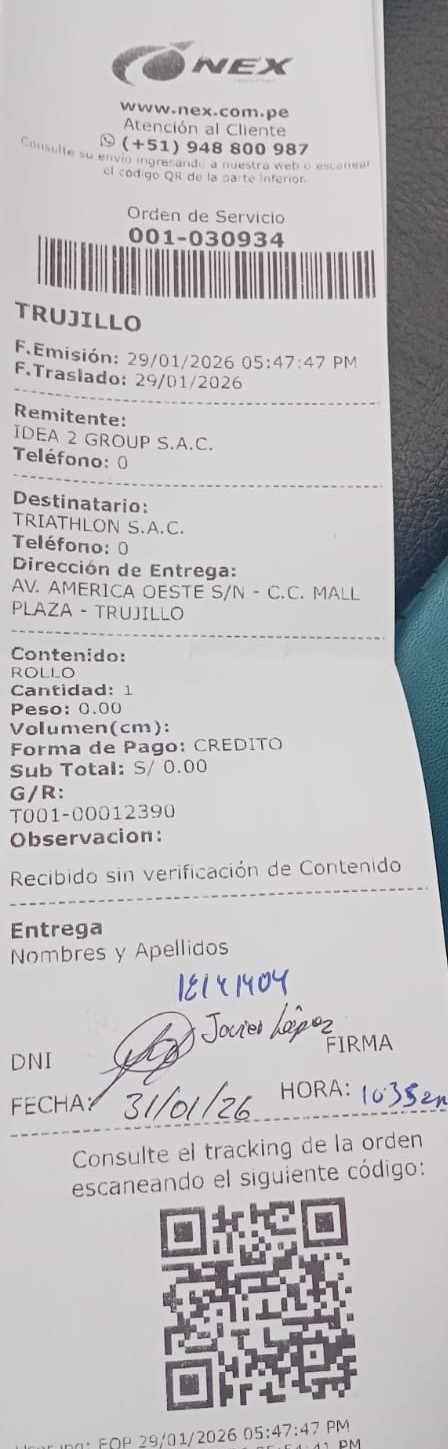 NEX
www.nex.com.pe
Atención al Cliente
(+51) 948 800 987
Consulte su envío ingresando a nuestra web o escanear
el código QR de la parte inferior.
Orden de Servicio
001-030934
TRUJILLO
F.Emisión: 29/01/2026 05:47:47 PM
F.Traslado: 29/01/2026
Remitente:
IDEA 2 GROUP S.A.C.
Teléfono: 0
Destinatario:
TRIATHLON S.A.C.
Teléfono: 0
Dirección de Entrega:
AV. AMERICA OESTE S/N - C.C. MALL
PLAZA - TRUJILLO
Contenido:
ROLLO
Cantidad: 1
Peso: 0.00
Volumen(cm):
Forma de Pago: CREDITO
Sub Total: S/ 0.00
G/R:
T001-00012390
Observacion:
Recibido sin verificación de Contenido
Entrega
Nombres y Apellidos
Javier López
DNI
FIRMA
FECHA: 31/01/26 HORA:
Consulte el tracking de la orden
escaneando el siguiente código:
EOP 29/01/2026 05:47:47 PM
PM